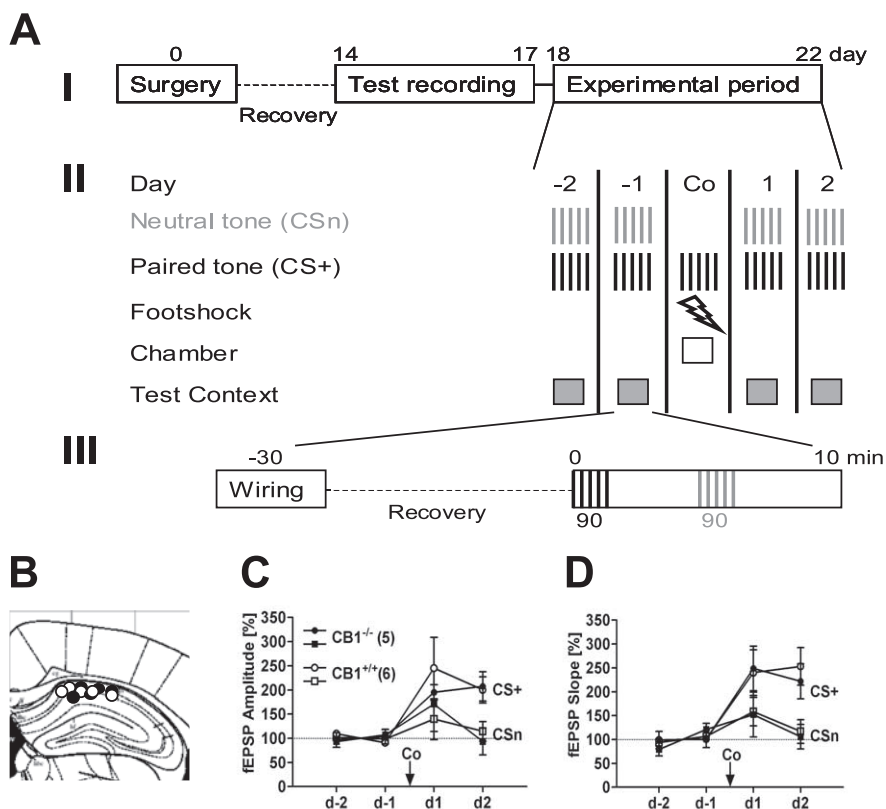 A
0 14 17 18 22 day
I Surgery Test recording Experimental period
Recovery
II
Day -2 -1 Co 1 2
Neutral tone (CSn)
Paired tone (CS+)
Footshock
Chamber
Test Context
III
-30 0 10 min
Wiring
Recovery
90 90
B
C
fEPSP Amplitude [%]
350
300
250
200
150
100
50
0
CB1-/- (5)
CB1+/+(6)
CS+
CSn
Co
d-2 d-1 d1 d2
D
fEPSP Slope [%]
350
300
250
200
150
100
50
0
CS+
CSn
Co
d-2 d-1 d1 d2